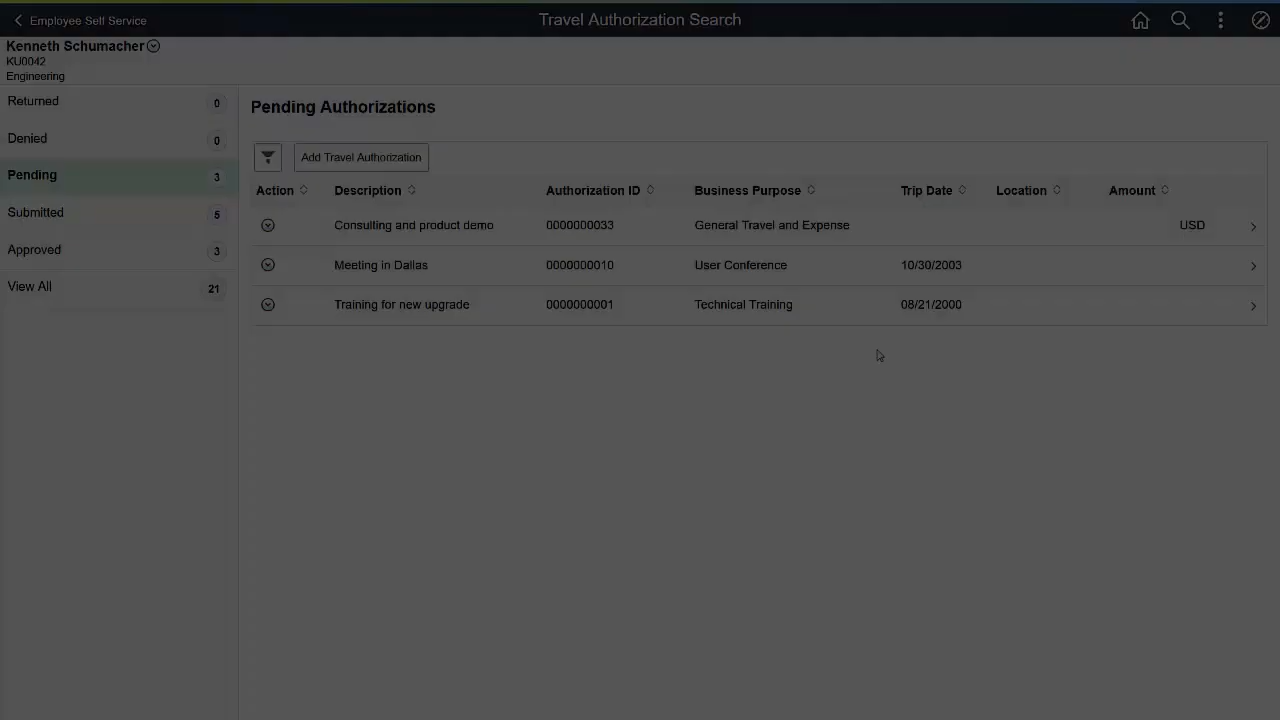 Employee Self Service
Travel Authorization Search
Kenneth Schumacher
KU0042
Engineering
Returned 0
Denied 0
Pending 3
Submitted 5
Approved 3
View All 21
Pending Authorizations
Add Travel Authorization
Action Description Authorization ID Business Purpose Trip Date Location Amount
Consulting and product demo 0000000033 General Travel and Expense USD
Meeting in Dallas 0000000010 User Conference 10/30/2003
Training for new upgrade 0000000001 Technical Training 08/21/2000